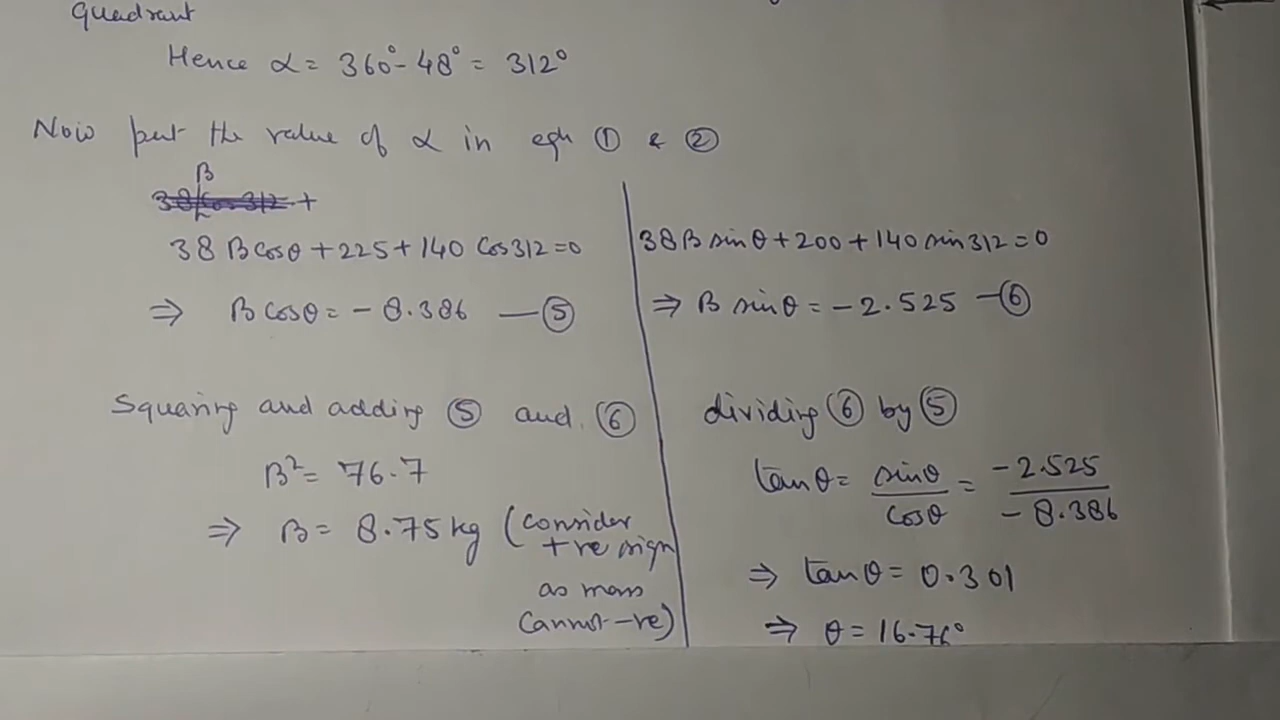 Quadrant
Hence α = 360° - 48° = 312°
Now put the value of α in eqn ① & ②
B
38 cos 312 +
38 B cosθ + 225 + 140 cos312 = 0
⇒ B cosθ = - 8.386 — ⑤
Squaring and adding ⑤ and ⑥
B² = 76.7
⇒ B = 8.75 kg (consider
+ve sign
as mass
cannot -ve)
38 B sinθ + 200 + 140 sin312 = 0
⇒ B sinθ = - 2.525 — ⑥
dividing ⑥ by ⑤
tanθ = sinθ/cosθ = -2.525/-8.386
⇒ tanθ = 0.301
⇒ θ = 16.76°